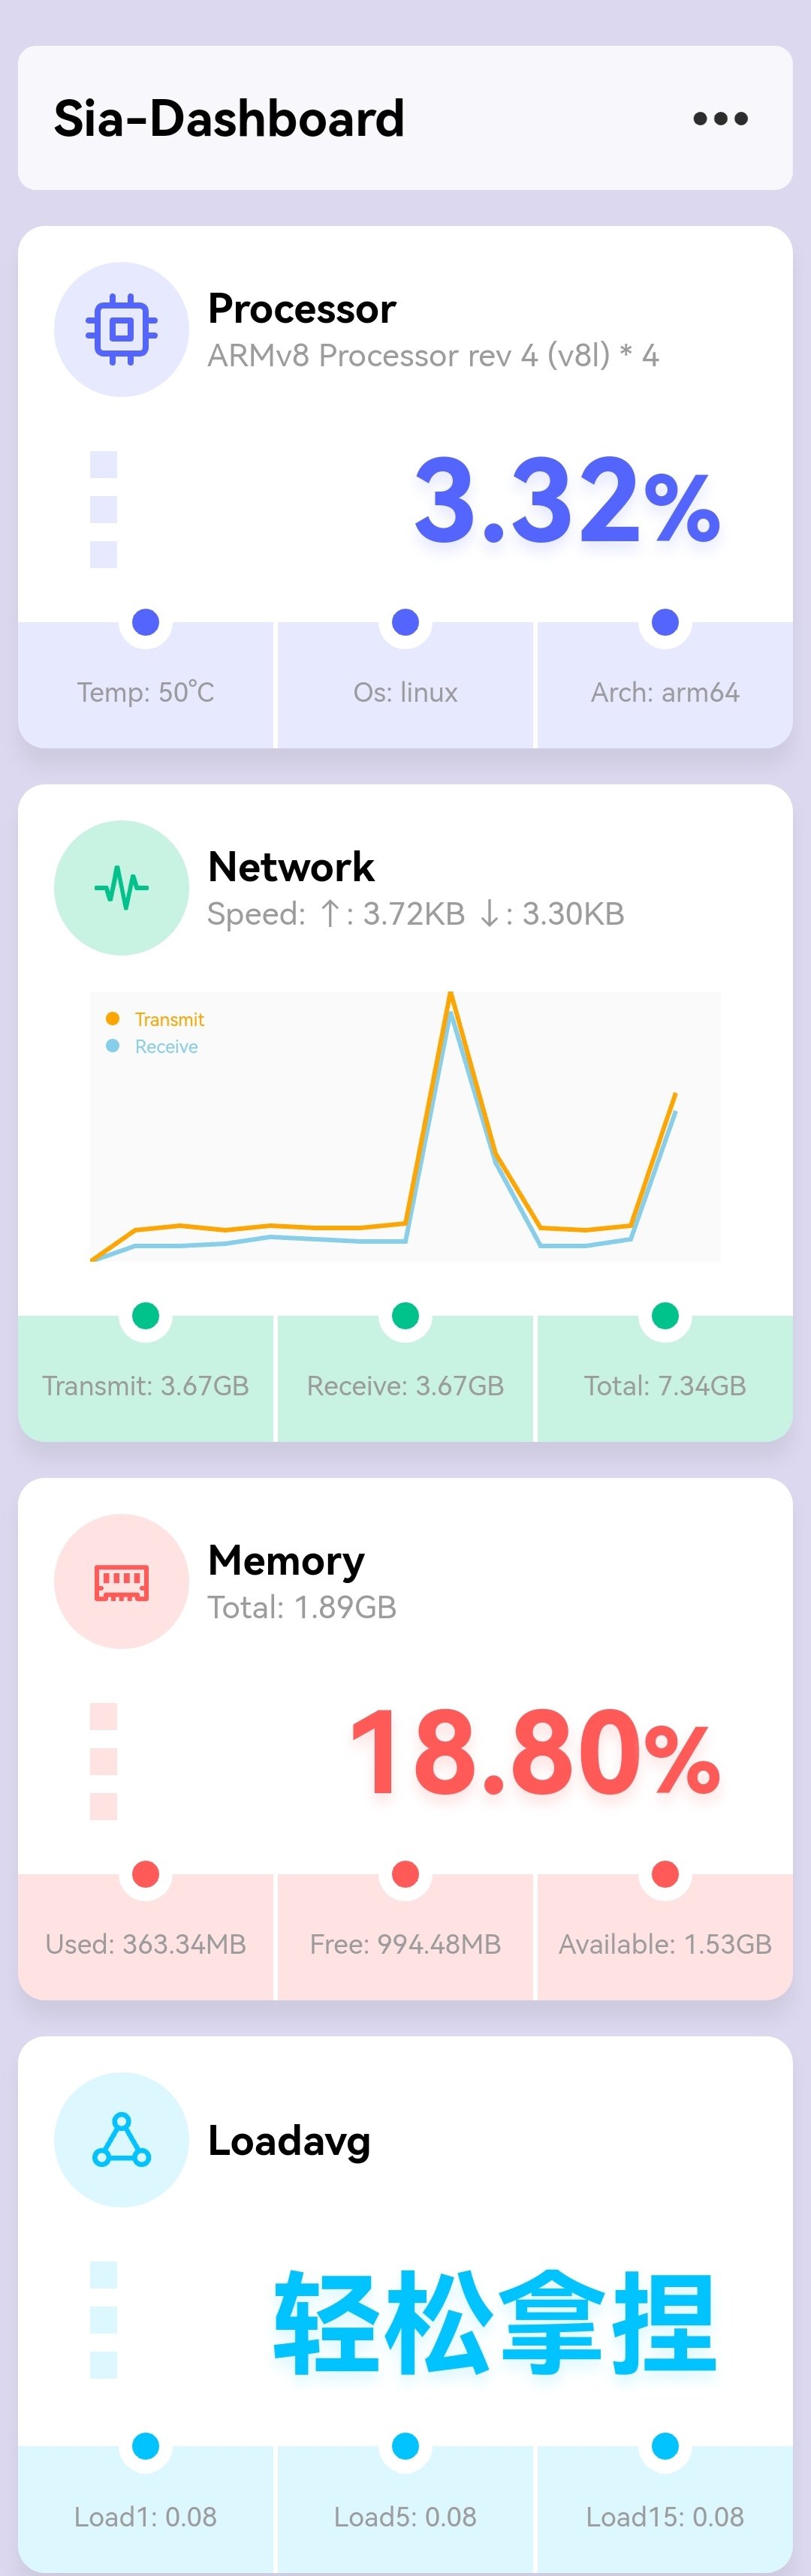 Sia-Dashboard
Processor
ARMv8 Processor rev 4 (v8l) * 4
3.32%
Temp: 50°C
Os: linux
Arch: arm64
Network
Speed: ↑: 3.72KB ↓: 3.30KB
Transmit
Receive
Transmit: 3.67GB
Receive: 3.67GB
Total: 7.34GB
Memory
Total: 1.89GB
18.80%
Used: 363.34MB
Free: 994.48MB
Available: 1.53GB
Loadavg
轻松拿捏
Load1: 0.08
Load5: 0.08
Load15: 0.08